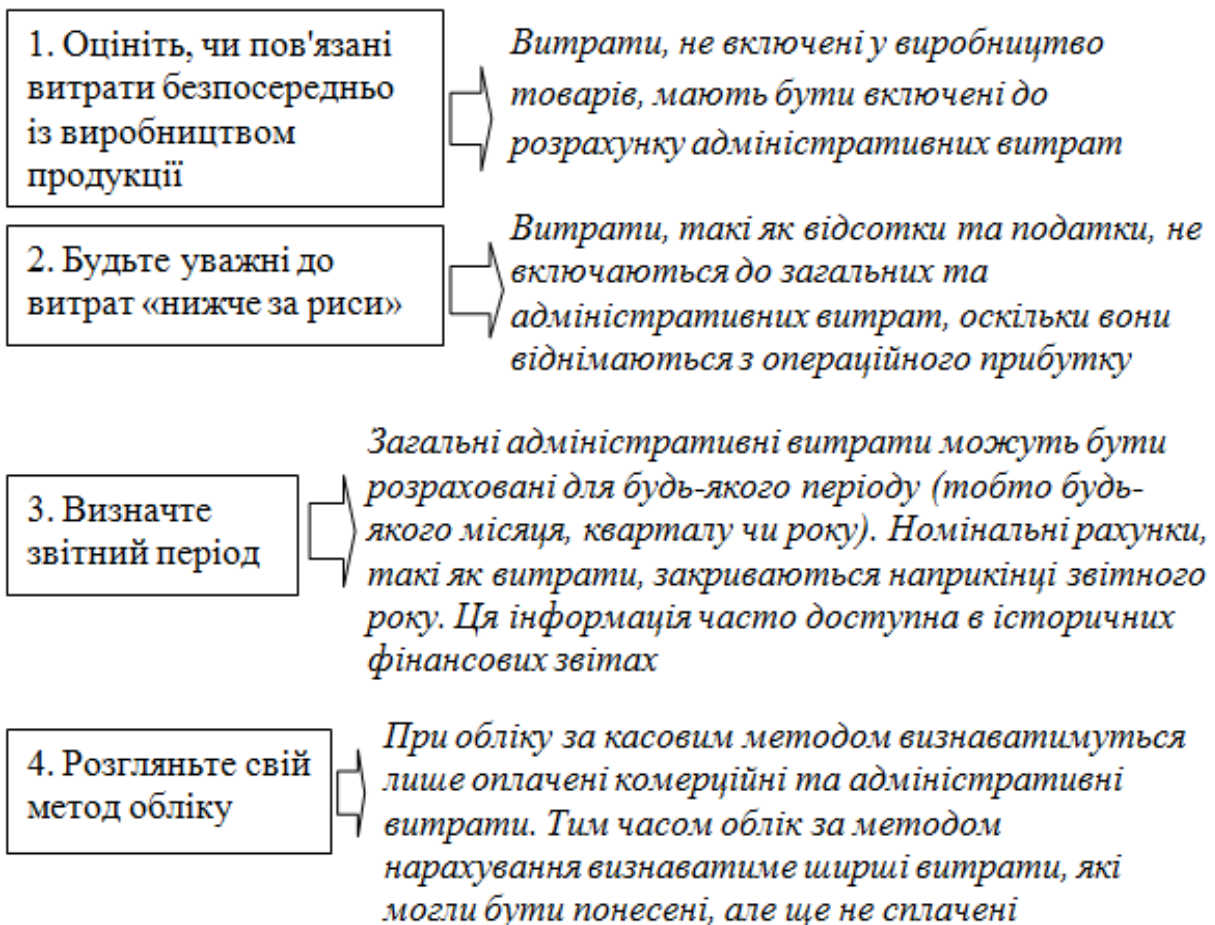 1. Оцініть, чи пов'язані
витрати безпосередньо
із виробництвом
продукції
Витрати, не включені у виробництво
товарів, мають бути включені до
розрахунку адміністративних витрат
2. Будьте уважні до
витрат «нижче за риси»
Витрати, такі як відсотки та податки, не
включаються до загальних та
адміністративних витрат, оскільки вони
віднімаються з операційного прибутку
3. Визначте
звітний період
Загальні адміністративні витрати можуть бути
розраховані для будь-якого періоду (тобто будь-
якого місяця, кварталу чи року). Номінальні рахунки,
такі як витрати, закриваються наприкінці звітного
року. Ця інформація часто доступна в історичних
фінансових звітах
4. Розгляньте свій
метод обліку
При обліку за касовим методом визнаватимуться
лише оплачені комерційні та адміністративні
витрати. Тим часом облік за методом
нарахування визнаватиме ширші витрати, які
могли бути понесені, але ще не сплачені